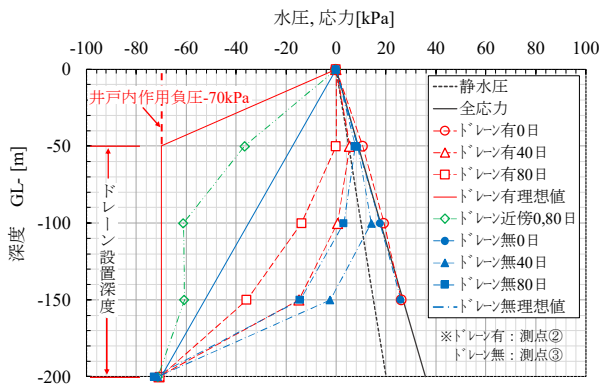 水圧, 応力[kPa]
-100 -80 -60 -40 -20 0 20 40 60 80 100
0
-50
-100
-150
-200
深度 GL- [m]
井戸内作用負圧-70kPa
ドレーン設置深度
静水圧
全応力
ﾄﾞﾚｰﾝ有0日
ﾄﾞﾚｰﾝ有40日
ﾄﾞﾚｰﾝ有80日
ﾄﾞﾚｰﾝ有理想値
ﾄﾞﾚｰﾝ近傍0,80日
ﾄﾞﾚｰﾝ無0日
ﾄﾞﾚｰﾝ無40日
ﾄﾞﾚｰﾝ無80日
ﾄﾞﾚｰﾝ無理想値
※ﾄﾞﾚｰﾝ有：測点②
ﾄﾞﾚｰﾝ無：測点③